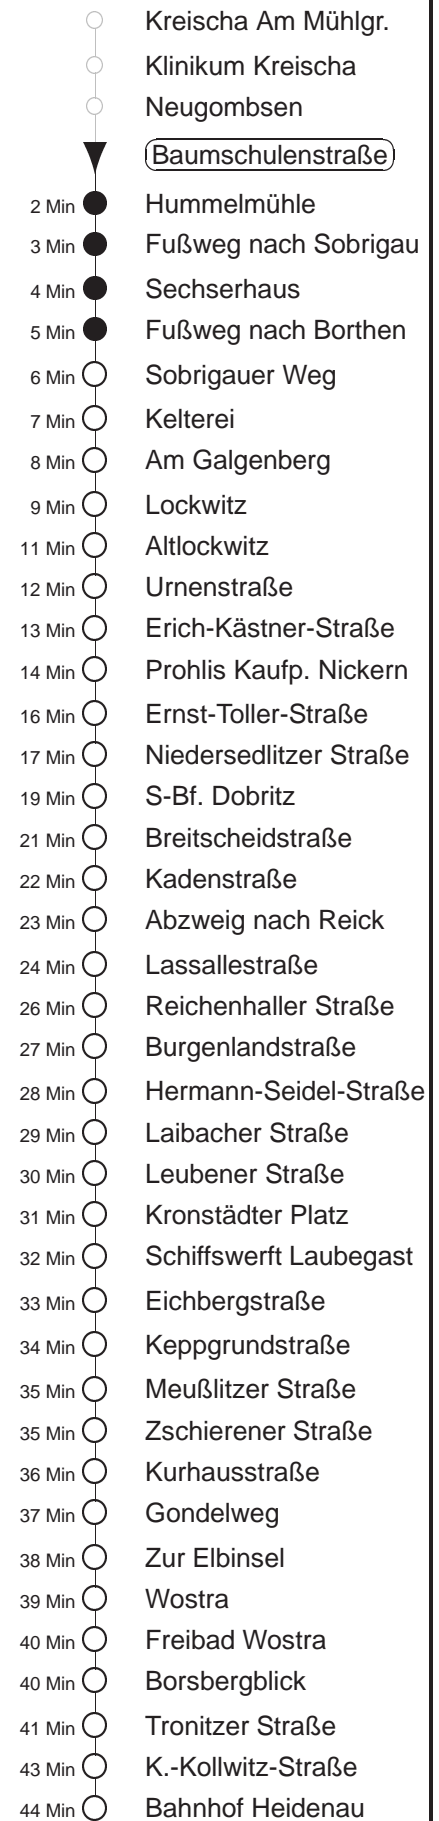 Kreischa Am Mühlgr.
Klinikum Kreischa
Neugombsen
Baumschulenstraße
2 Min Hummelmühle
3 Min Fußweg nach Sobrigau
4 Min Sechserhaus
5 Min Fußweg nach Borthen
6 Min Sobrigauer Weg
7 Min Kelterei
8 Min Am Galgenberg
9 Min Lockwitz
11 Min Altlockwitz
12 Min Urnenstraße
13 Min Erich-Kästner-Straße
14 Min Prohlis Kaufp. Nickern
16 Min Ernst-Toller-Straße
17 Min Niedersedlitzer Straße
19 Min S-Bf. Dobritz
21 Min Breitscheidstraße
22 Min Kadenstraße
23 Min Abzweig nach Reick
24 Min Lassallestraße
26 Min Reichenhaller Straße
27 Min Burgenlandstraße
28 Min Hermann-Seidel-Straße
29 Min Laibacher Straße
30 Min Leubener Straße
31 Min Kronstädter Platz
32 Min Schiffswerft Laubegast
33 Min Eichbergstraße
34 Min Keppgrundstraße
35 Min Meußlitzer Straße
35 Min Zschierener Straße
36 Min Kurhausstraße
37 Min Gondelweg
38 Min Zur Elbinsel
39 Min Wostra
40 Min Freibad Wostra
40 Min Borsbergblick
41 Min Tronitzer Straße
43 Min K.-Kollwitz-Straße
44 Min Bahnhof Heidenau